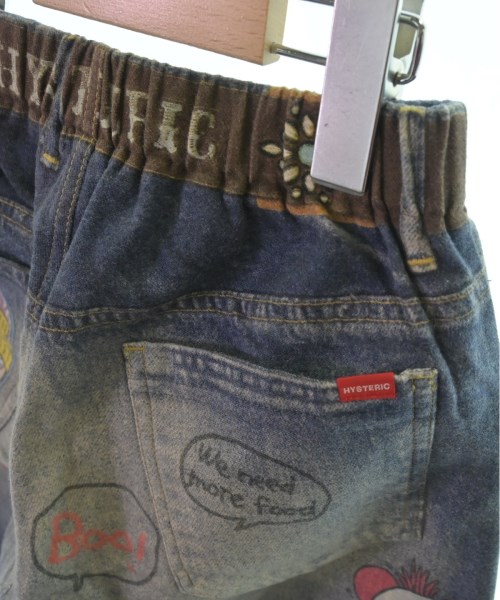 HYSTERIC
HYSTERIC
We need
more food
Boo!